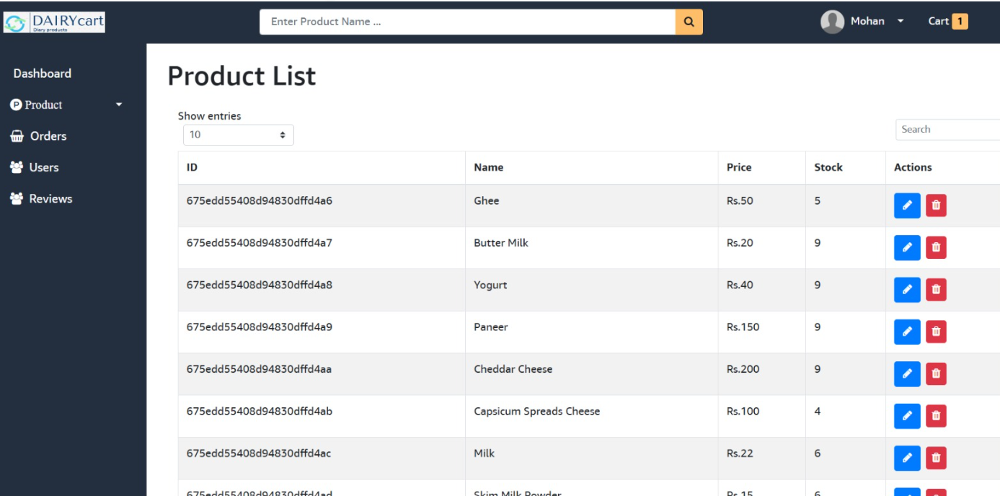 DAIRYcart
Diary products
Enter Product Name ...
Mohan
Cart 1
Dashboard
Product
Orders
Users
Reviews
Product List
Show entries
10
Search
ID Name Price Stock Actions
675edd55408d94830dffd4a6 Ghee Rs.50 5
675edd55408d94830dffd4a7 Butter Milk Rs.20 9
675edd55408d94830dffd4a8 Yogurt Rs.40 9
675edd55408d94830dffd4a9 Paneer Rs.150 9
675edd55408d94830dffd4aa Cheddar Cheese Rs.200 9
675edd55408d94830dffd4ab Capsicum Spreads Cheese Rs.100 4
675edd55408d94830dffd4ac Milk Rs.22 6
675edd55408d94830dffd4ad Skim Milk Powder Rs.15 6